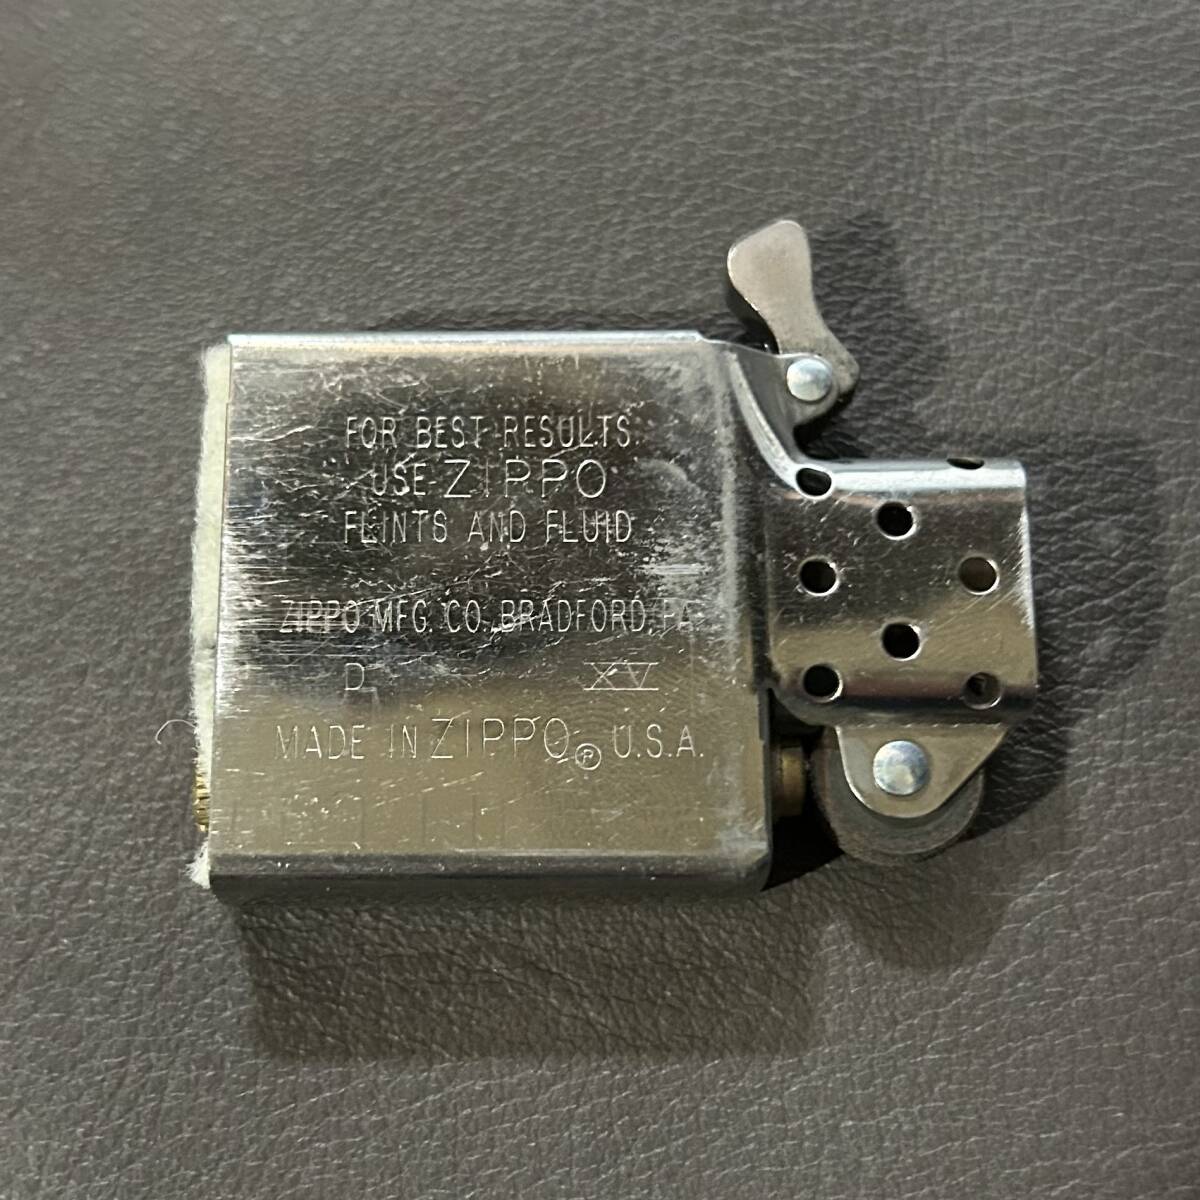 FOR BEST RESULTS
USE ZIPPO
FLINTS AND FLUID
ZIPPO MFG. CO. BRADFORD, PA
D XV
MADE IN ZIPPO ® U.S.A.